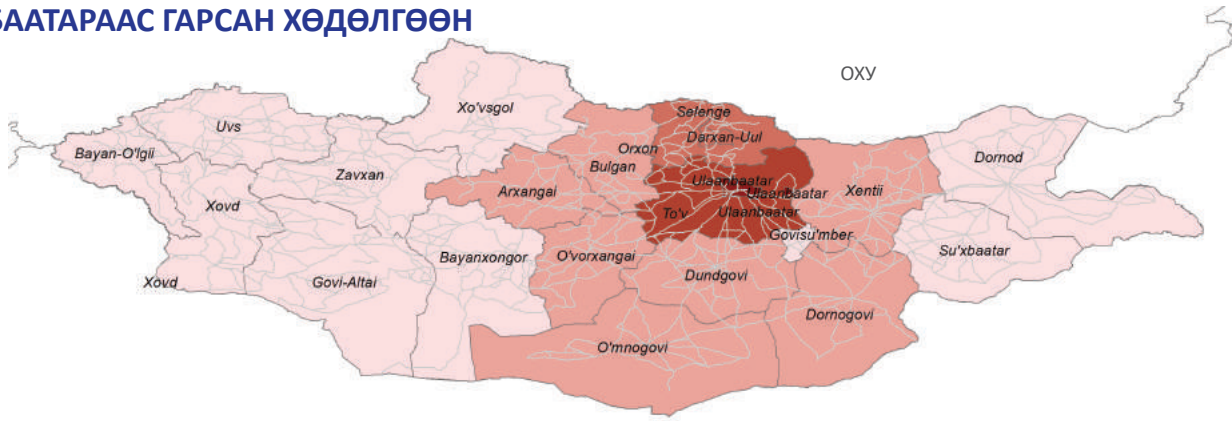 БААТАРААС ГАРСАН ХӨДӨЛГӨӨН
ОХУ
Xo'vsgol
Selenge
Uvs
Darxan-Uul
Bayan-O'lgii
Orxon
Dornod
Bulgan
Zavxan
Ulaanbaatar
Arxangai
Ulaanbaatar
Xentii
Xovd
To'v
Ulaanbaatar
Govisu'mber
Su'xbaatar
Bayanxongor
O'vorxangai
Dundgovi
Xovd
Govi-Altai
Dornogovi
O'mnogovi